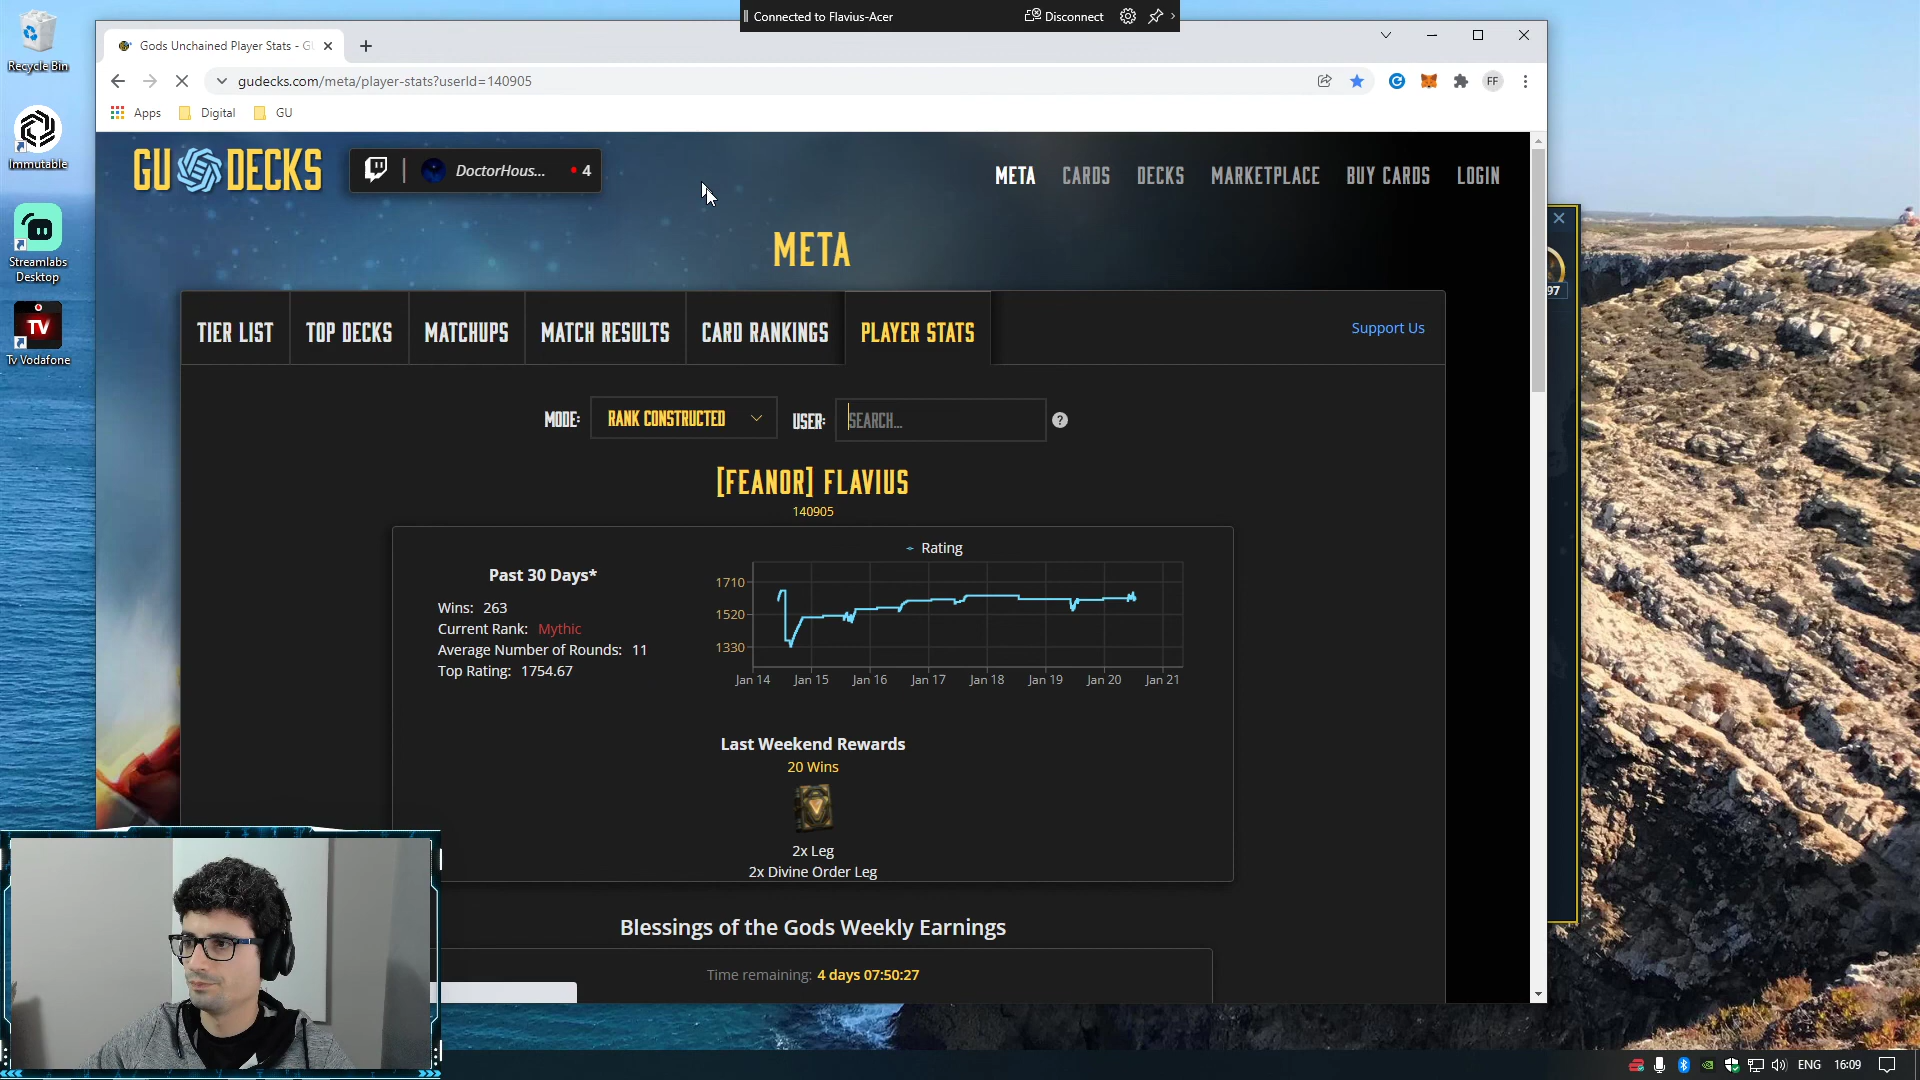 Connected to Flavius-Acer
Disconnect
Recycle Bin
Immutable
Streamlabs
Desktop
TV
Tv Vodafone
Gods Unchained Player Stats - G
gudecks.com/meta/player-stats?userId=140905
FF
Apps
Digital
GU
GU DECKS
DoctorHous...
4
META
CARDS
DECKS
MARKETPLACE
BUY CARDS
LOGIN
META
97
TIER LIST
TOP DECKS
MATCHUPS
MATCH RESULTS
CARD RANKINGS
PLAYER STATS
Support Us
MODE:
RANK CONSTRUCTED
USER:
SEARCH...
?
[FEANOR] FLAVIUS
140905
Past 30 Days*
Wins: 263
Current Rank: Mythic
Average Number of Rounds: 11
Top Rating: 1754.67
Rating
1710
1520
1330
Jan 14
Jan 15
Jan 16
Jan 17
Jan 18
Jan 19
Jan 20
Jan 21
Last Weekend Rewards
20 Wins
2x Leg
2x Divine Order Leg
Blessings of the Gods Weekly Earnings
Time remaining: 4 days 07:50:27
ENG
16:09